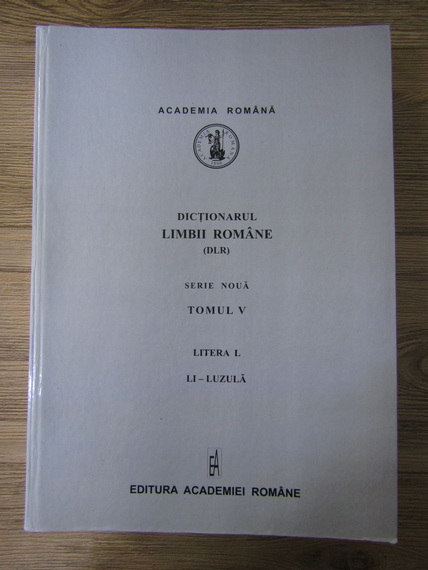 ACADEMIA ROMÂNĂ
DICȚIONARUL
LIMBII ROMÂNE
(DLR)
SERIE NOUĂ
TOMUL V
LITERA L
LI – LUZULĂ
EA
EDITURA ACADEMIEI ROMÂNE